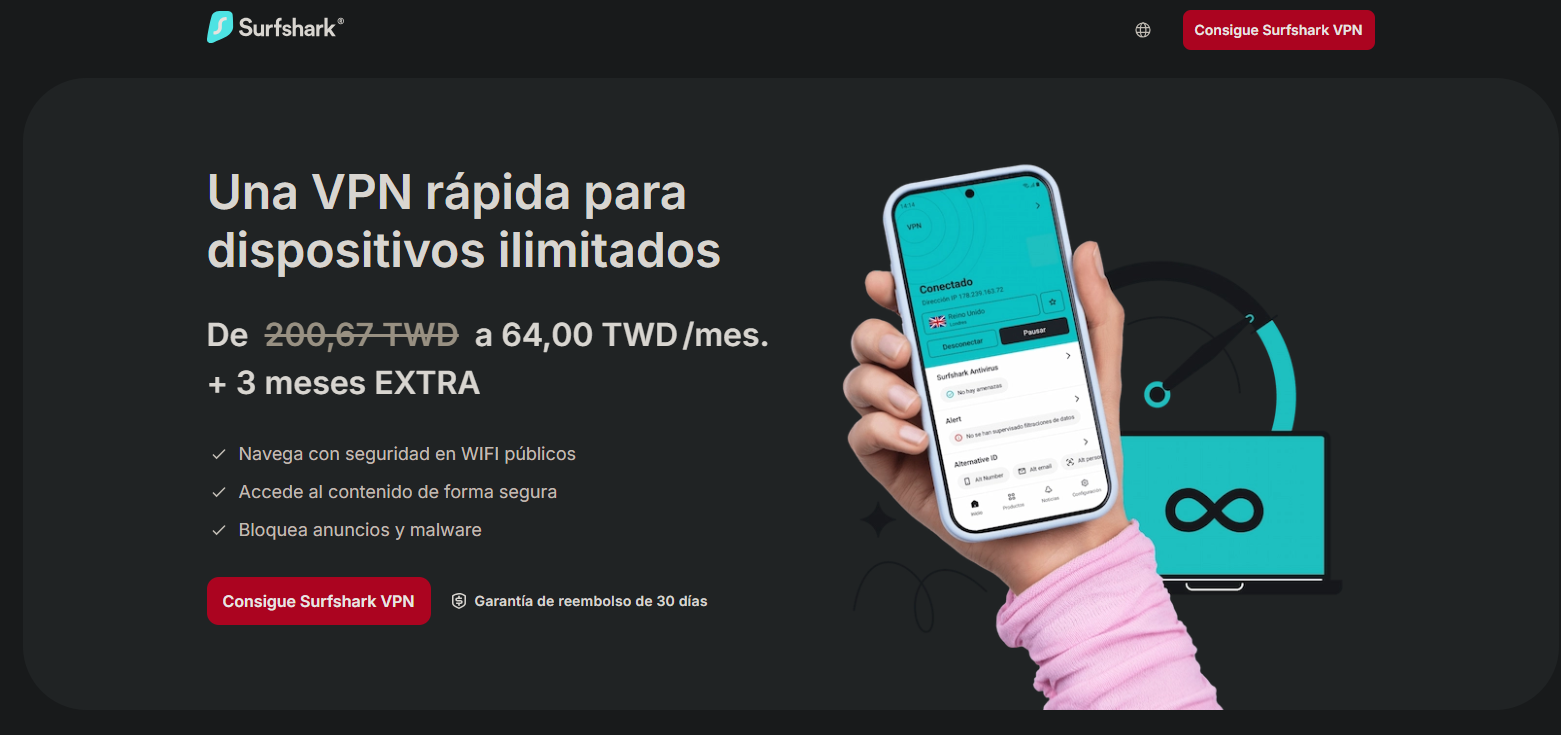 Surfshark®
Consigue Surfshark VPN
Una VPN rápida para
dispositivos ilimitados
De 200,67 TWD a 64,00 TWD/mes.
+ 3 meses EXTRA
Navega con seguridad en WIFI públicos
Accede al contenido de forma segura
Bloquea anuncios y malware
Consigue Surfshark VPN
Garantía de reembolso de 30 días
14:14
VPN
Conectado
Dirección IP 178.239.163.72
Reino Unido
Londres
Desconectar
Pausar
Surfshark Antivirus
No hay amenazas
Alert
No se han supervisado filtraciones de datos
Alternative ID
Alt Number
Alt email
Alt person
Inicio
Productos
Noticias
Configuración